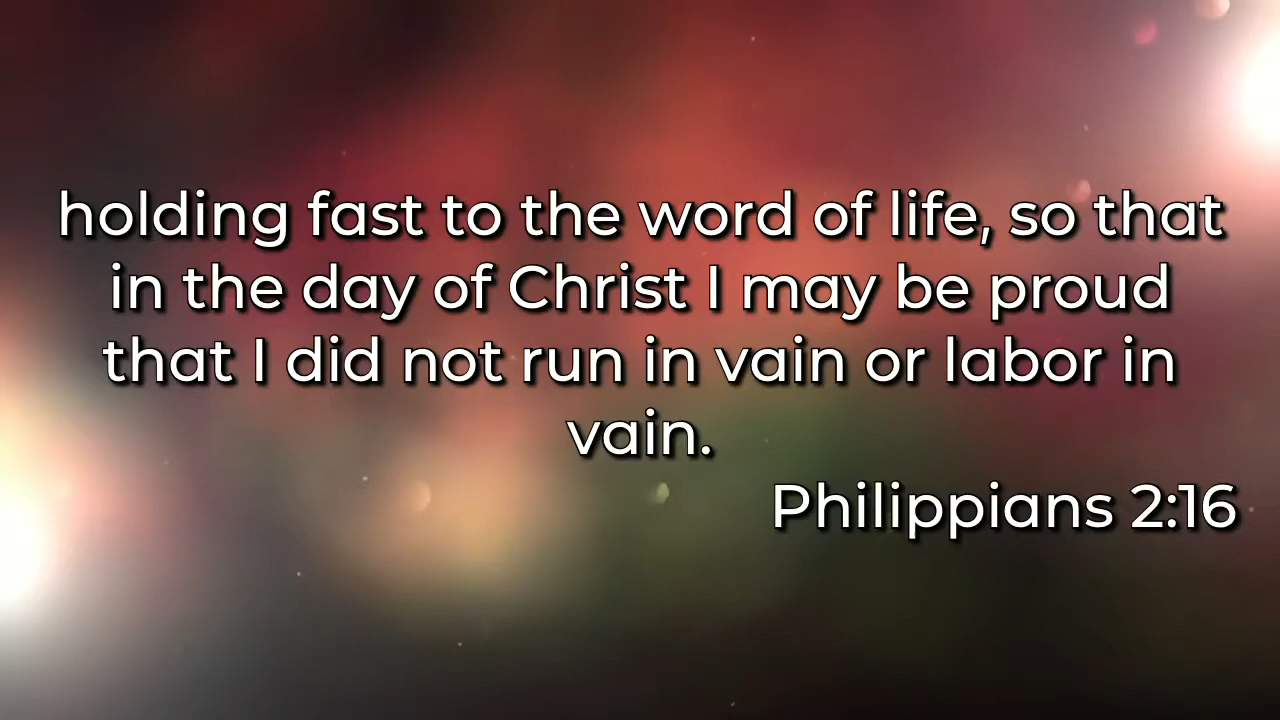 holding fast to the word of life, so that
in the day of Christ I may be proud
that I did not run in vain or labor in
vain.
Philippians 2:16